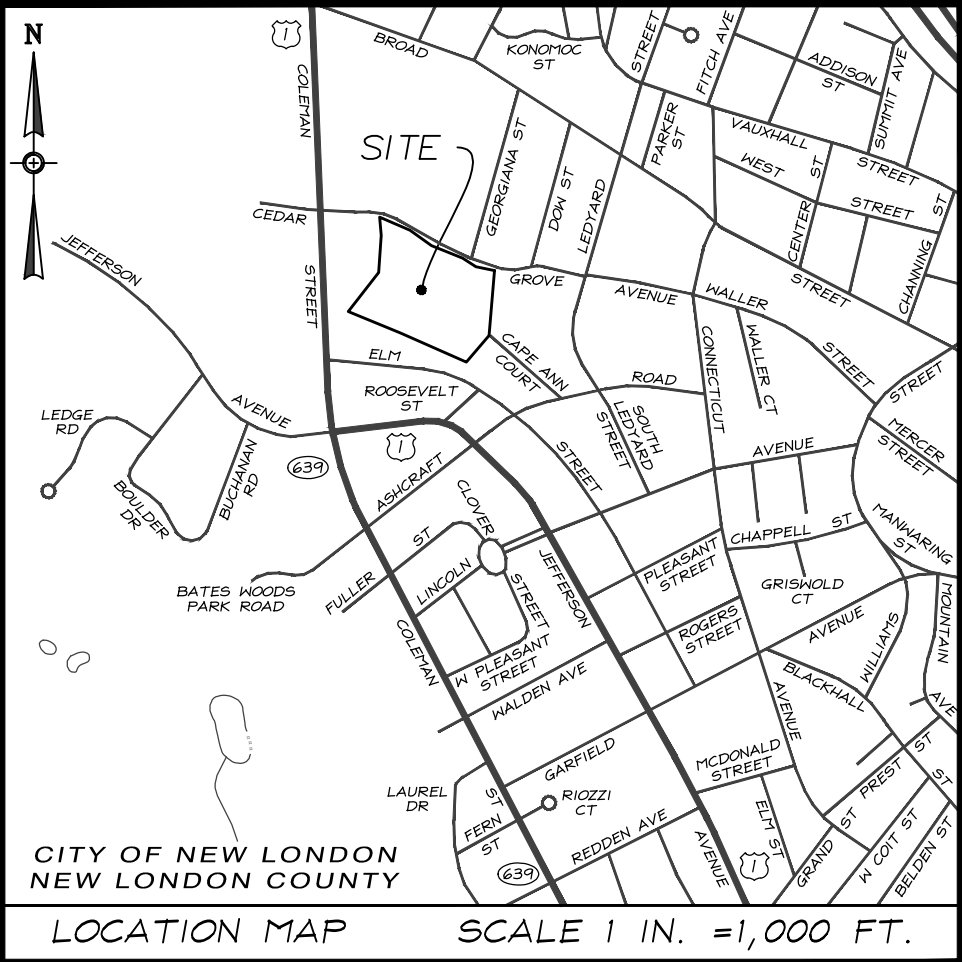 N
1
BROAD
KONOMOC
ST
STREET
FITCH AVE
ADDISON
ST
SUMMIT AVE
COLEMAN
SITE
GEORGIANA ST
DOW ST
LEDYARD
PARKER
ST
VAUXHALL
STREET
WEST
ST
STREET
CENTER
ST
CHANNING
CEDAR
JEFFERSON
STREET
GROVE
AVENUE
WALLER
STREET
STREET
ELM
CAPE ANN
COURT
ROAD
CONNECTICUT
WALLER CT
STREET
ROOSEVELT
ST
LEDGE
RD
AVENUE
1
639
SOUTH
LEDYARD
STREET
AVENUE
MERCER
STREET
BOULDER
DR
BUCHANAN
RD
ASHCRAFT
CLOVER
STREET
STREET
MANWARING
ST
CHAPPELL
ST
BATES WOODS
PARK ROAD
FULLER
ST
LINCOLN
JEFFERSON
PLEASANT
STREET
GRISWOLD
CT
ROGERS
STREET
AVENUE
WILLIAMS
MOUNTAIN
AVE
COLEMAN
W PLEASANT
STREET
WALDEN AVE
BLACKHALL
ST
AVENUE
MCDONALD
STREET
PREST
ST
GARFIELD
LAUREL
DR
ST
RIOZZI
CT
FERN
ST
REDDEN AVE
AVENUE
ELM ST
1
GRAND
ST
W COIT ST
BELDEN ST
639
CITY OF NEW LONDON
NEW LONDON COUNTY
LOCATION MAP
SCALE 1 IN. =1,000 FT.